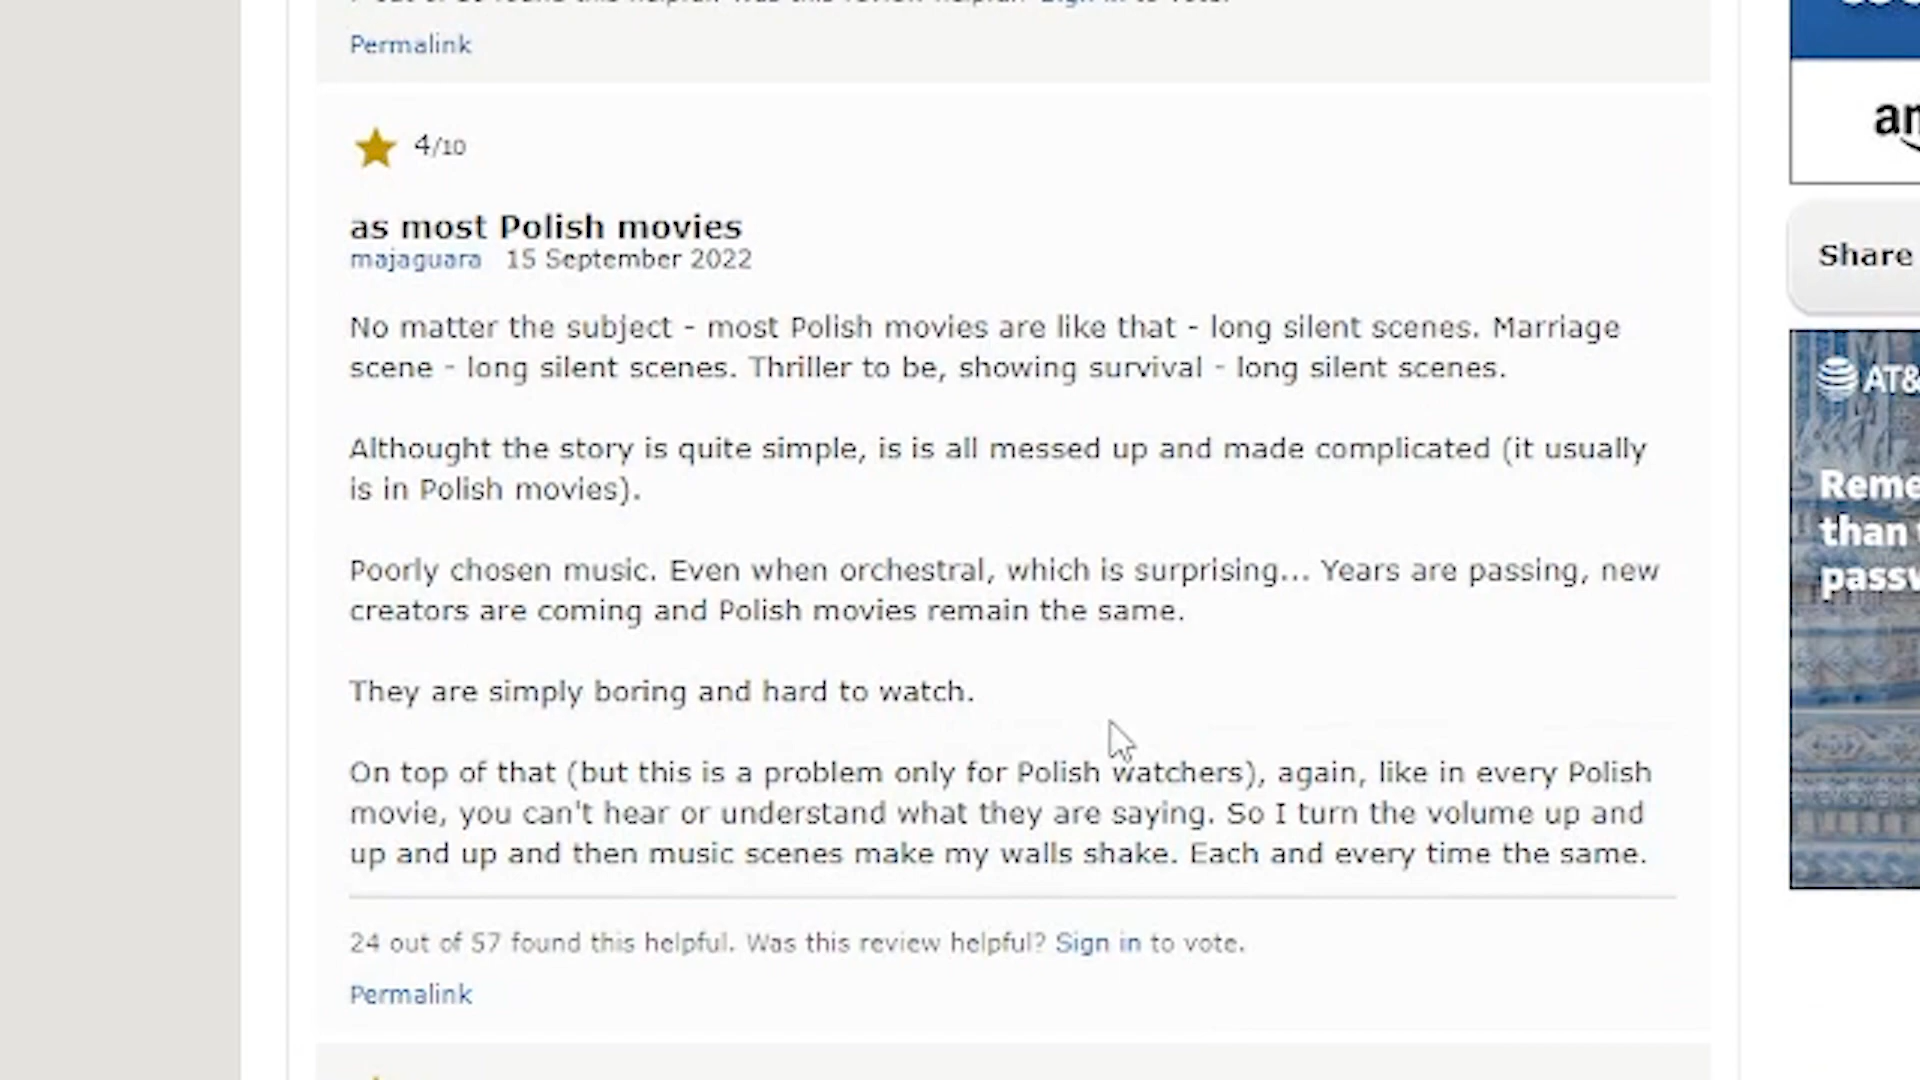 Permalink
4/10
as most Polish movies
majaguara 15 September 2022
No matter the subject - most Polish movies are like that - long silent scenes. Marriage
scene - long silent scenes. Thriller to be, showing survival - long silent scenes.
Althought the story is quite simple, is is all messed up and made complicated (it usually
is in Polish movies).
Poorly chosen music. Even when orchestral, which is surprising... Years are passing, new
creators are coming and Polish movies remain the same.
They are simply boring and hard to watch.
On top of that (but this is a problem only for Polish watchers), again, like in every Polish
movie, you can't hear or understand what they are saying. So I turn the volume up and
up and up and then music scenes make my walls shake. Each and every time the same.
24 out of 57 found this helpful. Was this review helpful? Sign in to vote.
Permalink
Share
AT&
than